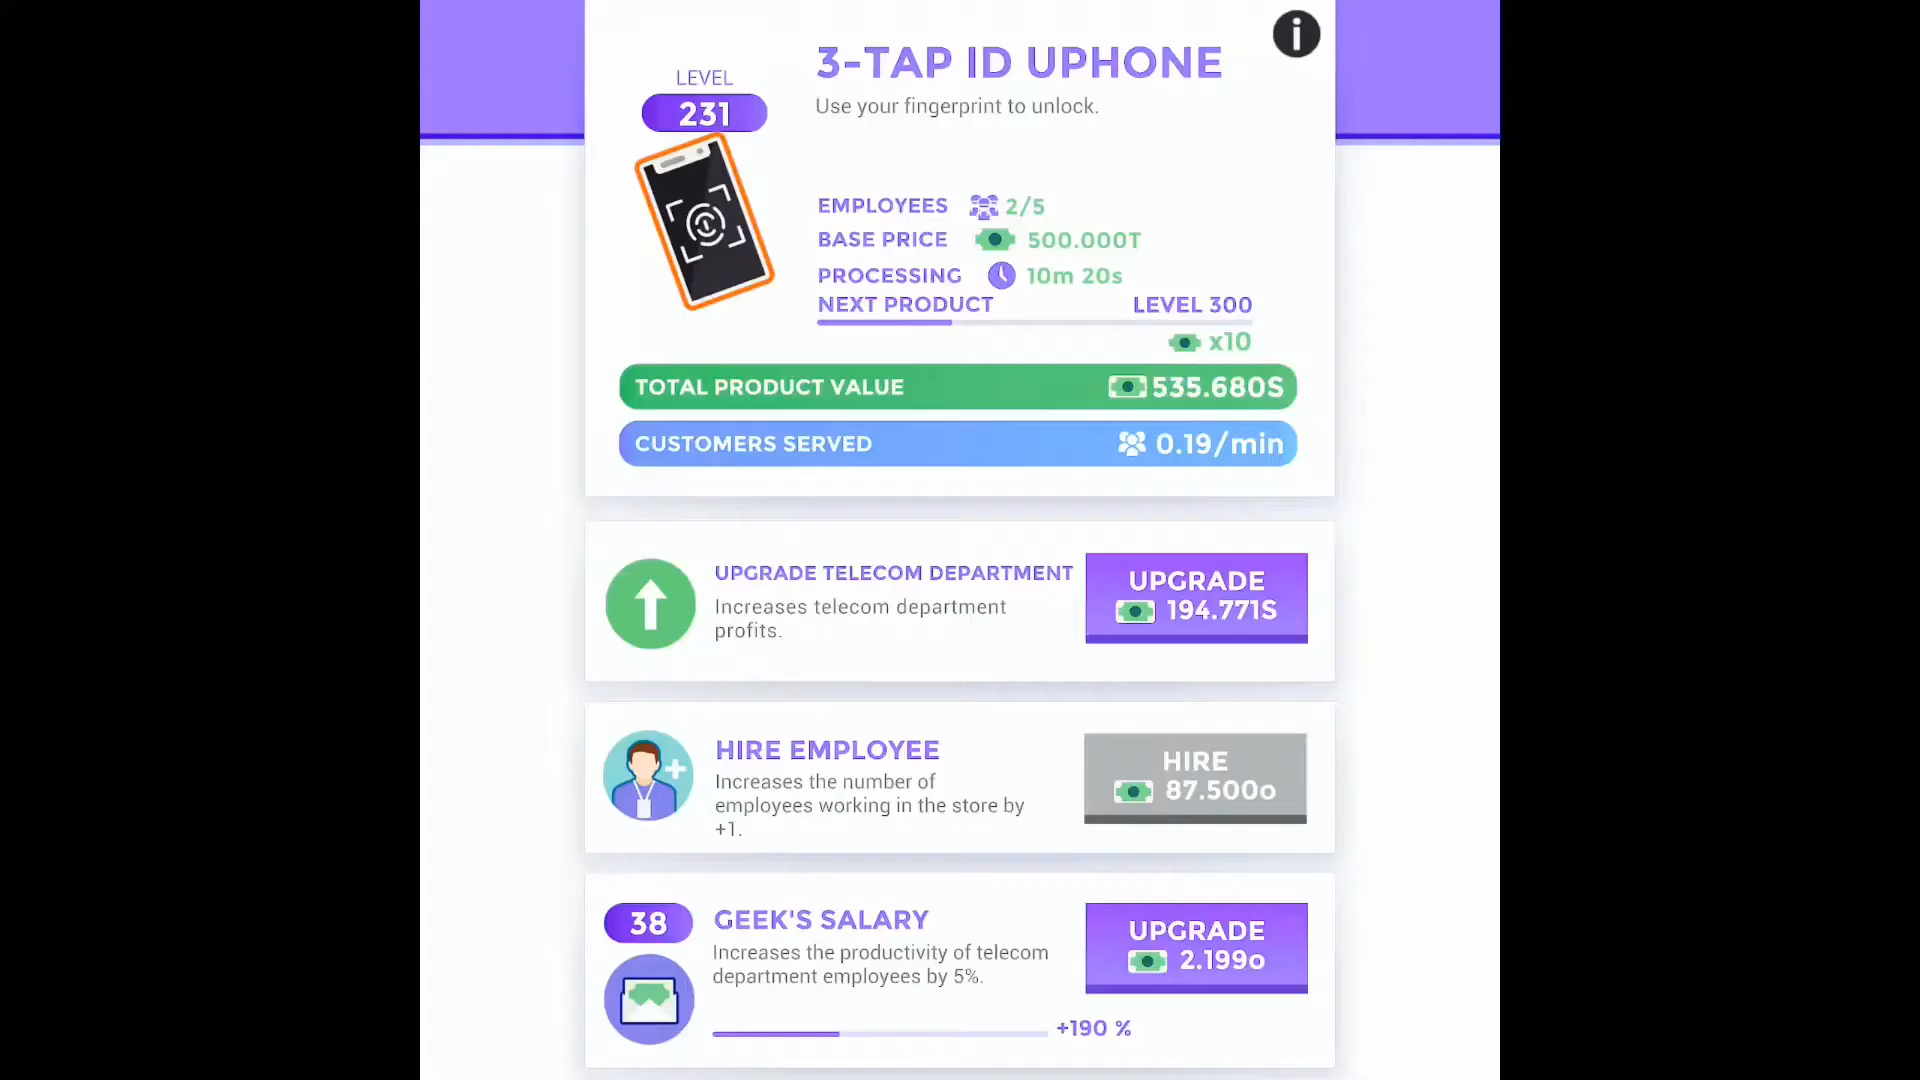 3-TAP ID UPHONE
LEVEL
231
Use your fingerprint to unlock.
EMPLOYEES 2/5
BASE PRICE 500.000T
PROCESSING 10m 20s
NEXT PRODUCT LEVEL 300
x10
TOTAL PRODUCT VALUE 535.680S
CUSTOMERS SERVED 0.19/min
UPGRADE TELECOM DEPARTMENT
Increases telecom department
profits.
UPGRADE
194.771S
HIRE EMPLOYEE
Increases the number of
employees working in the store by
+1.
HIRE
87.500o
38
GEEK'S SALARY
Increases the productivity of telecom
department employees by 5%.
+190 %
UPGRADE
2.199o